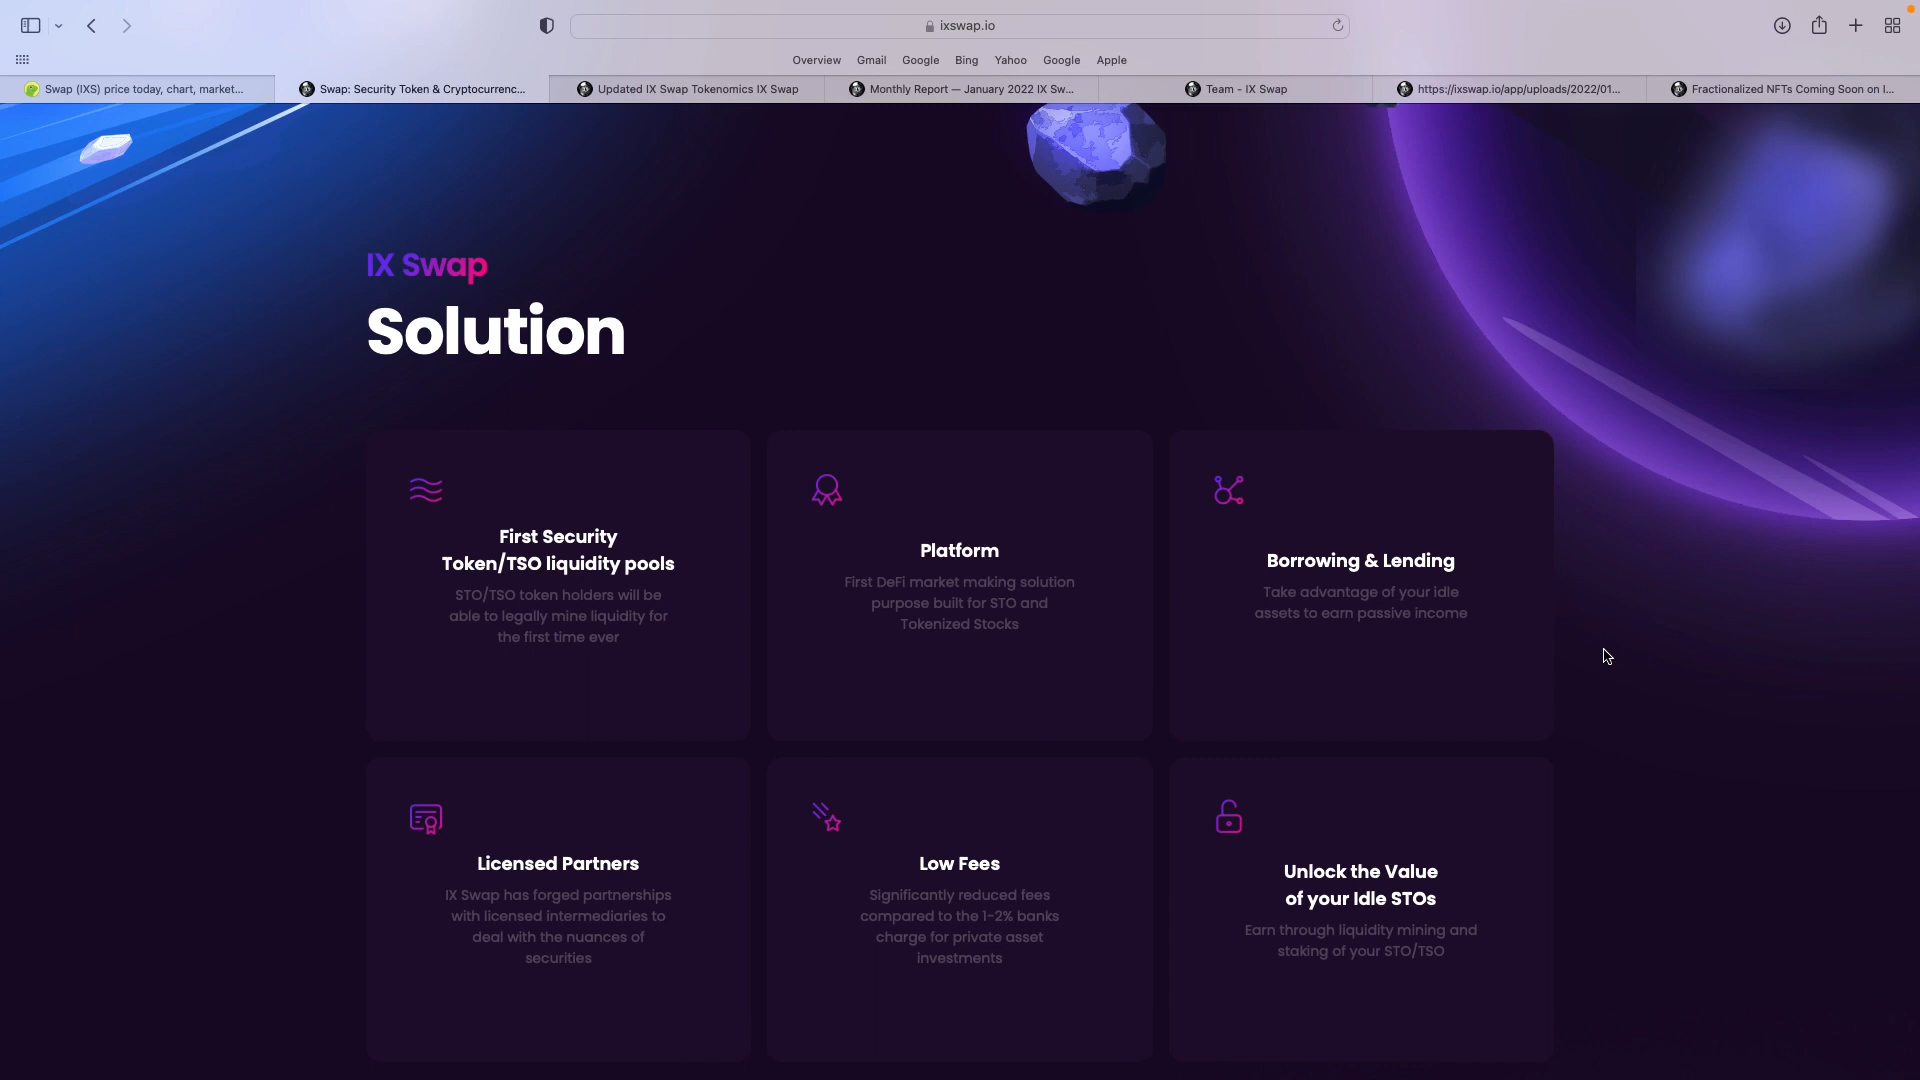 ixswap.io
Overview Gmail Google Bing Yahoo Google Apple
Swap (IXS) price today, chart, market...
Swap: Security Token & Cryptocurrenc...
Updated IX Swap Tokenomics IX Swap
Monthly Report — January 2022 IX Sw...
Team - IX Swap
https://ixswap.io/app/uploads/2022/01...
Fractionalized NFTs Coming Soon on I...
IX Swap
Solution
First Security
Token/TSO liquidity pools
STO/TSO token holders will be
able to legally mine liquidity for
the first time ever
Platform
First DeFi market making solution
purpose built for STO and
Tokenized Stocks
Borrowing & Lending
Take advantage of your idle
assets to earn passive income
Licensed Partners
IX Swap has forged partnerships
with licensed intermediaries to
deal with the nuances of
securities
Low Fees
Significantly reduced fees
compared to the 1-2% banks
charge for private asset
investments
Unlock the Value
of your Idle STOs
Earn through liquidity mining and
staking of your STO/TSO